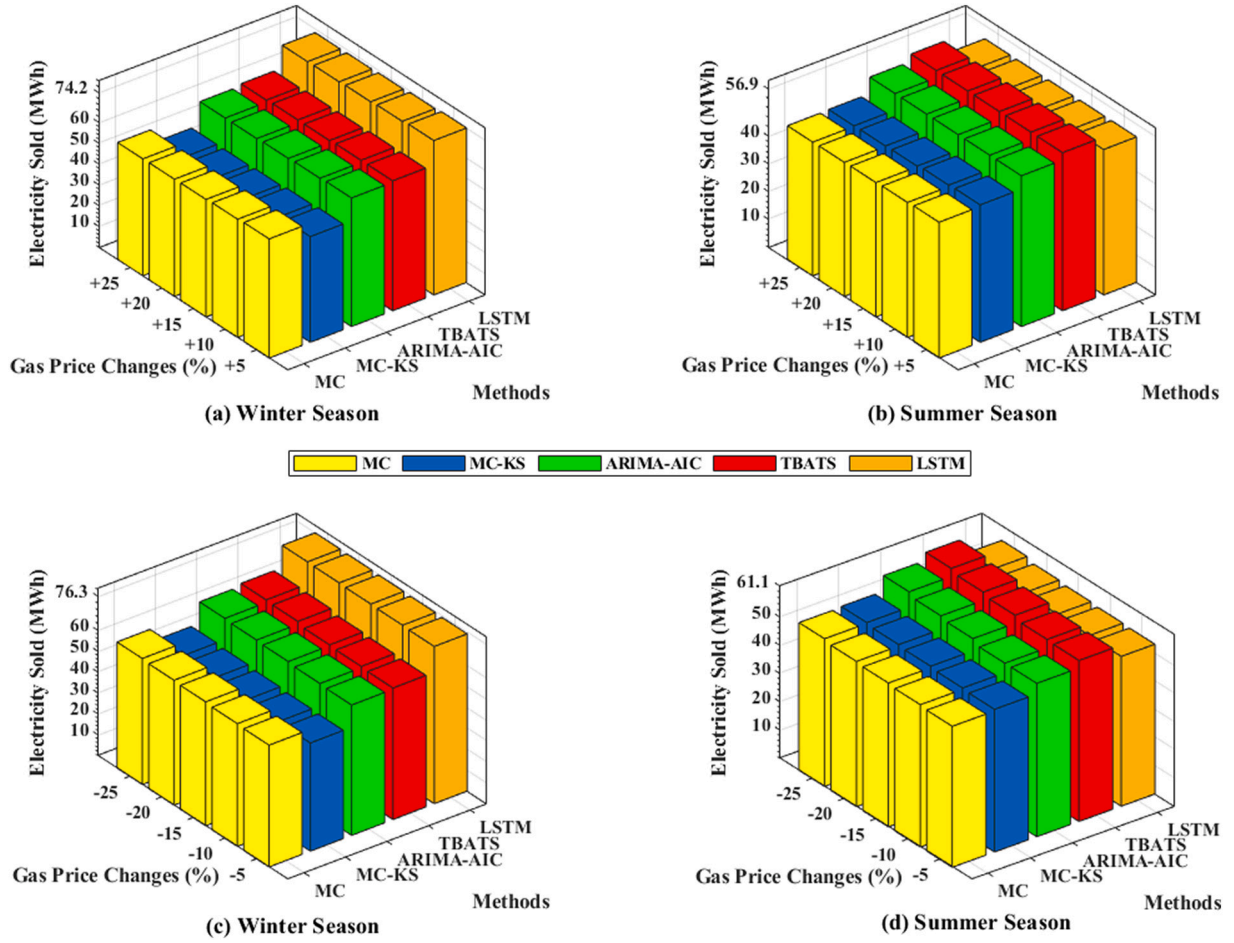 Electricity Sold (MWh)
74.2
60
50
40
30
20
10
+25
+20
+15
+10
+5
Gas Price Changes (%)
MC
MC-KS
ARIMA-AIC
TBATS
LSTM
Methods
(a) Winter Season
Electricity Sold (MWh)
56.9
40
30
20
10
+25
+20
+15
+10
+5
Gas Price Changes (%)
MC
MC-KS
ARIMA-AIC
TBATS
LSTM
Methods
(b) Summer Season
MC MC-KS ARIMA-AIC TBATS LSTM
Electricity Sold (MWh)
76.3
60
50
40
30
20
10
-25
-20
-15
-10
-5
Gas Price Changes (%)
MC
MC-KS
ARIMA-AIC
TBATS
LSTM
Methods
(c) Winter Season
Electricity Sold (MWh)
61.1
50
40
30
20
10
-25
-20
-15
-10
-5
Gas Price Changes (%)
MC
MC-KS
ARIMA-AIC
TBATS
LSTM
Methods
(d) Summer Season